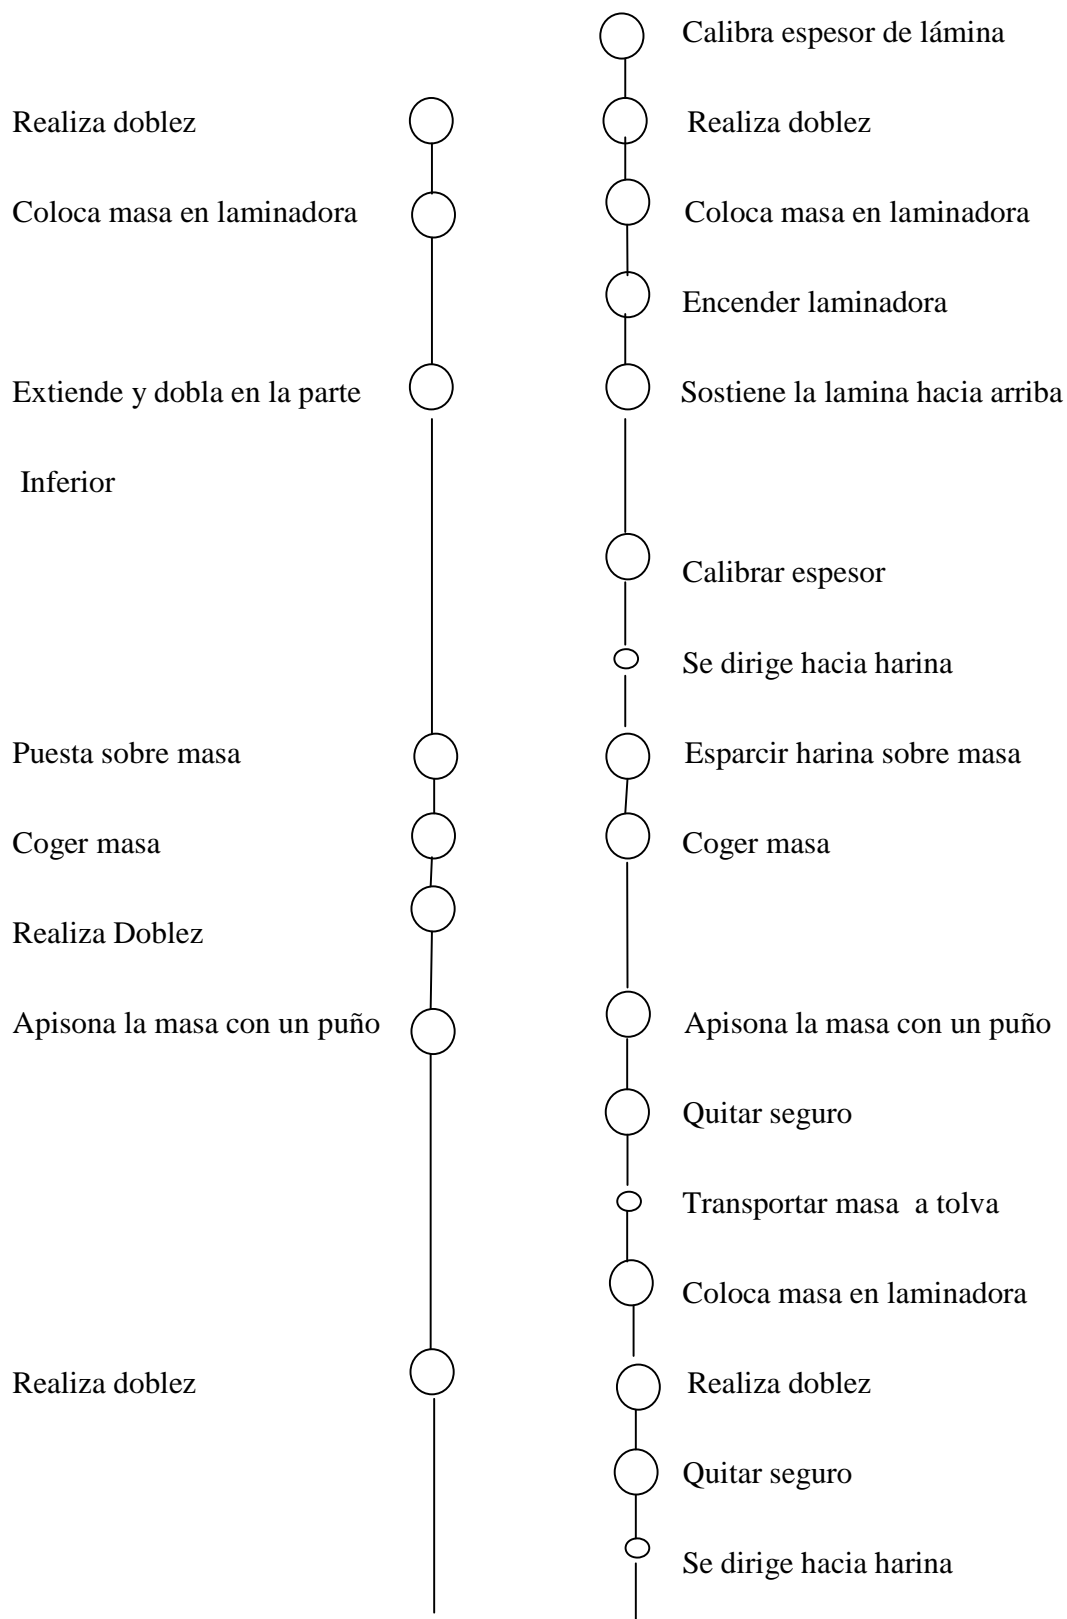 Calibra espesor de lámina
Realiza doblez Realiza doblez
Coloca masa en laminadora Coloca masa en laminadora
Encender laminadora
Extiende y dobla en la parte Sostiene la lamina hacia arriba
Inferior
Calibrar espesor
Se dirige hacia harina
Puesta sobre masa Esparcir harina sobre masa
Coger masa Coger masa
Realiza Doblez
Apisona la masa con un puño Apisona la masa con un puño
Quitar seguro
Transportar masa a tolva
Coloca masa en laminadora
Realiza doblez Realiza doblez
Quitar seguro
Se dirige hacia harina